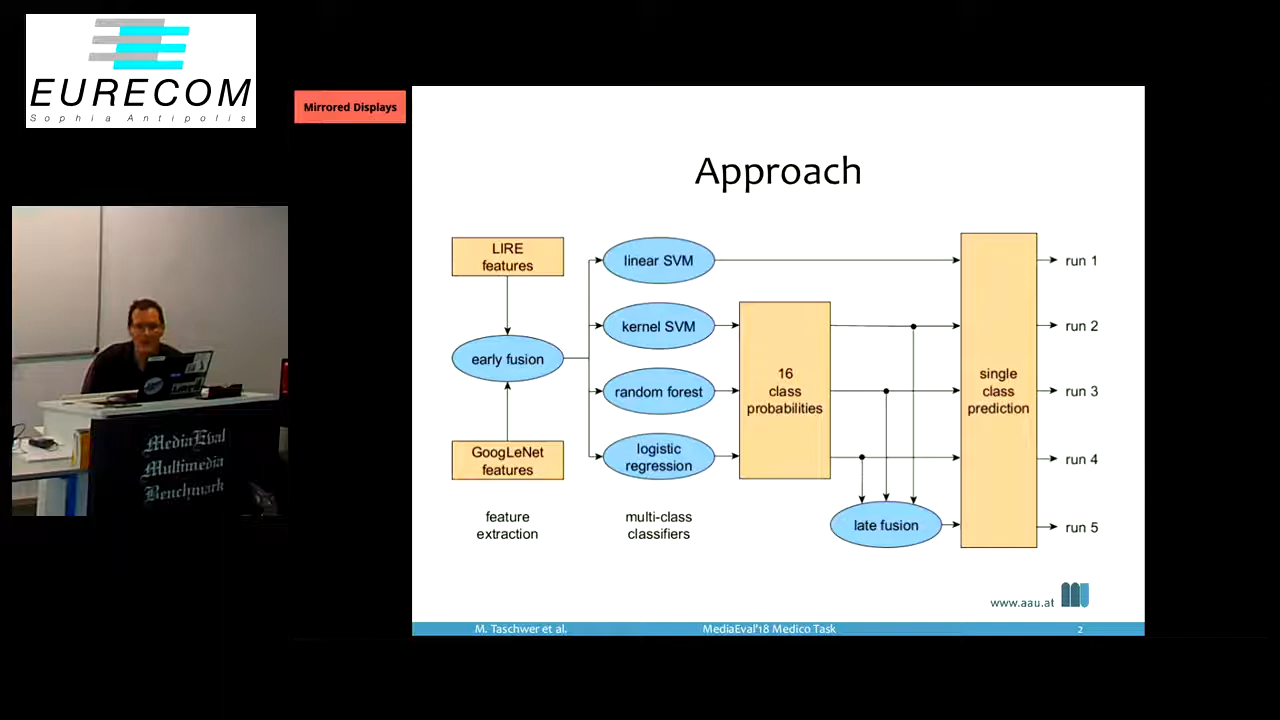 EURECOM
Sophia Antipolis
Mirrored Displays
Approach
LIRE
features
early fusion
GoogLeNet
features
feature
extraction
linear SVM
kernel SVM
random forest
logistic
regression
multi-class
classifiers
16
class
probabilities
late fusion
single
class
prediction
run 1
run 2
run 3
run 4
run 5
www.aau.at
M. Taschwer et al.
MediaEval'18 Medico Task
2
MediaEval
Multimedia
Benchmark